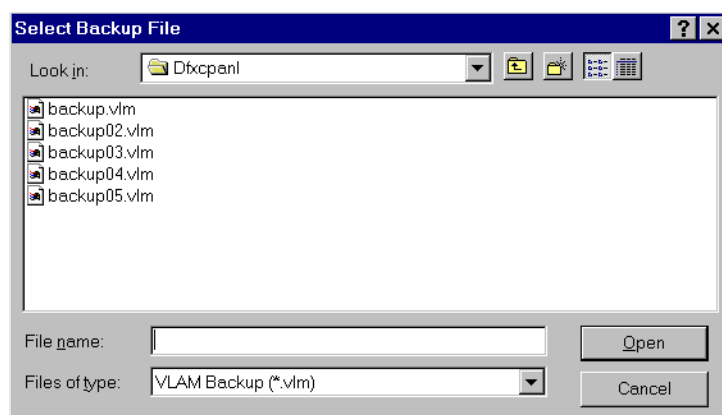 Select Backup File
Look in: Dfxcpanl
backup.vlm
backup02.vlm
backup03.vlm
backup04.vlm
backup05.vlm
File name: Open
Files of type: VLAM Backup (*.vlm) Cancel